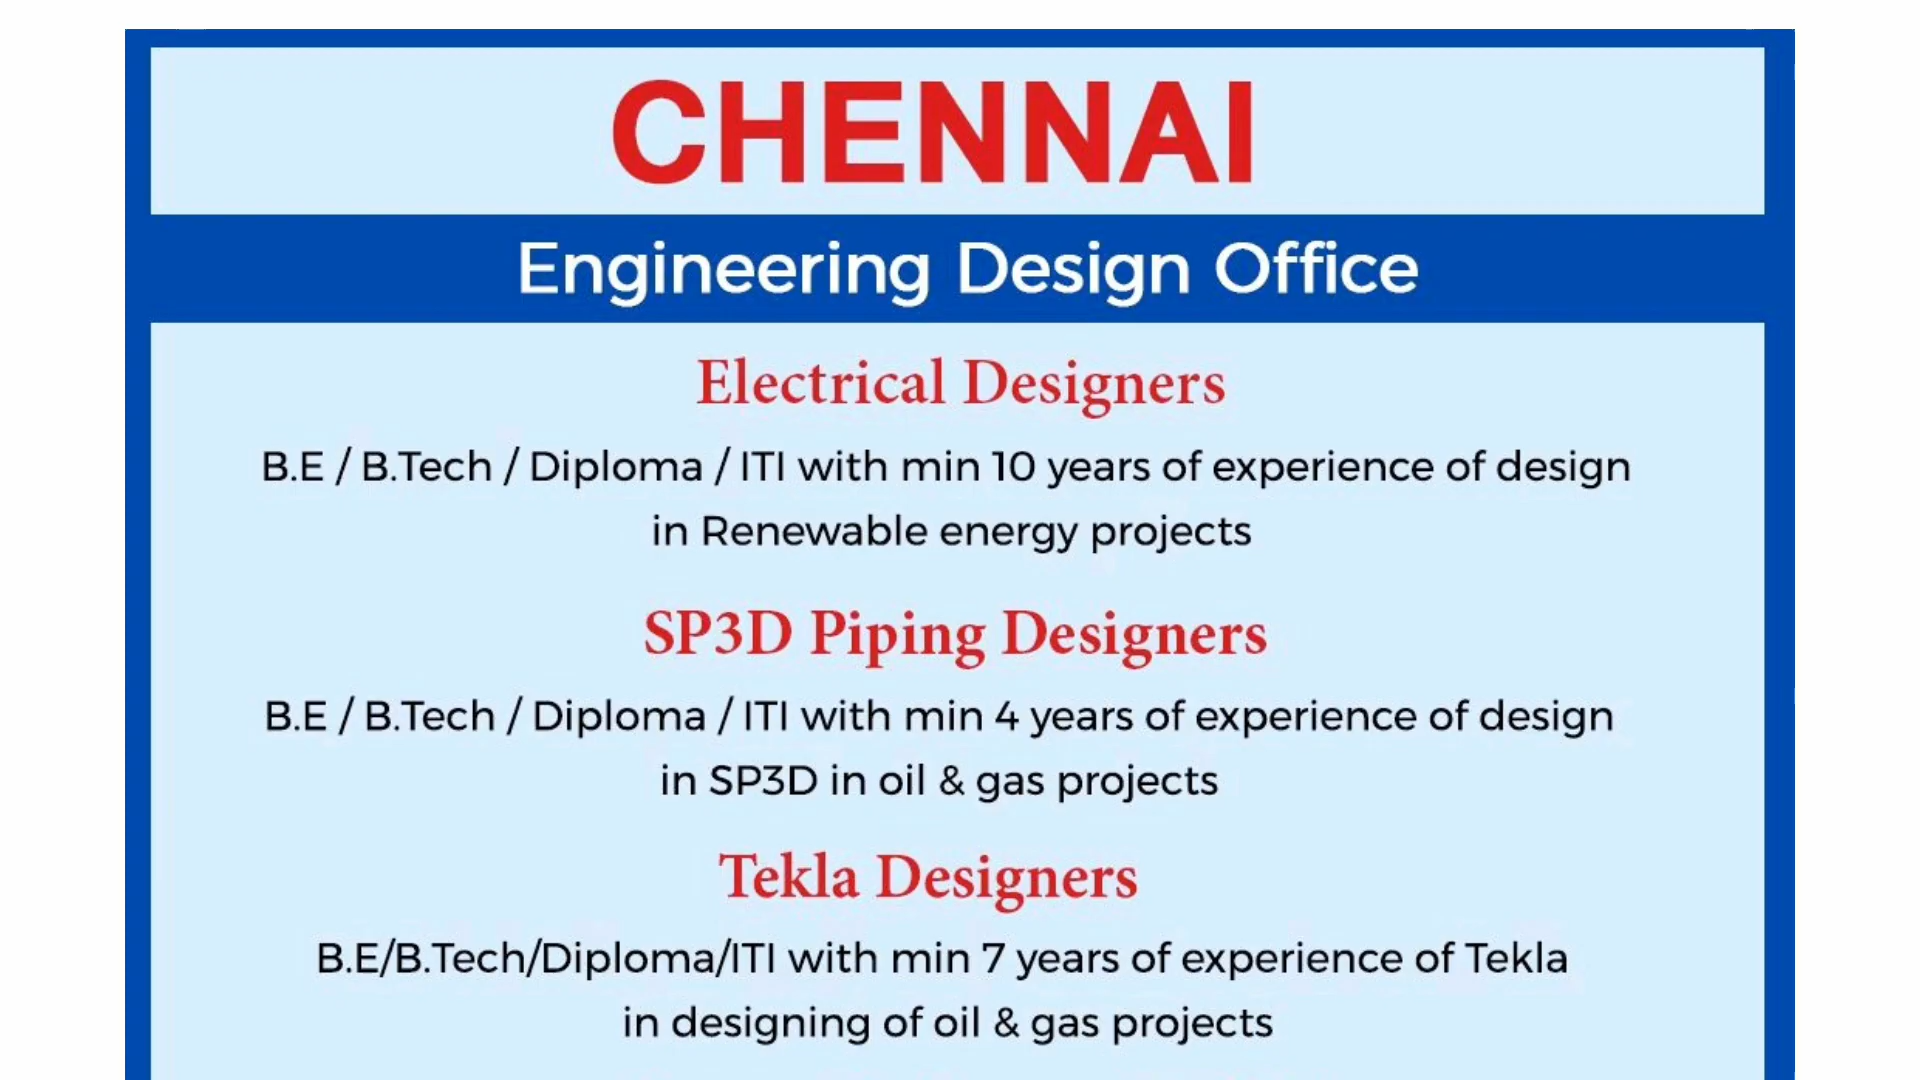 CHENNAI
Engineering Design Office
Electrical Designers
B.E / B.Tech / Diploma / ITI with min 10 years of experience of design
in Renewable energy projects
SP3D Piping Designers
B.E / B.Tech / Diploma / ITI with min 4 years of experience of design
in SP3D in oil & gas projects
Tekla Designers
B.E/B.Tech/Diploma/ITI with min 7 years of experience of Tekla
in designing of oil & gas projects